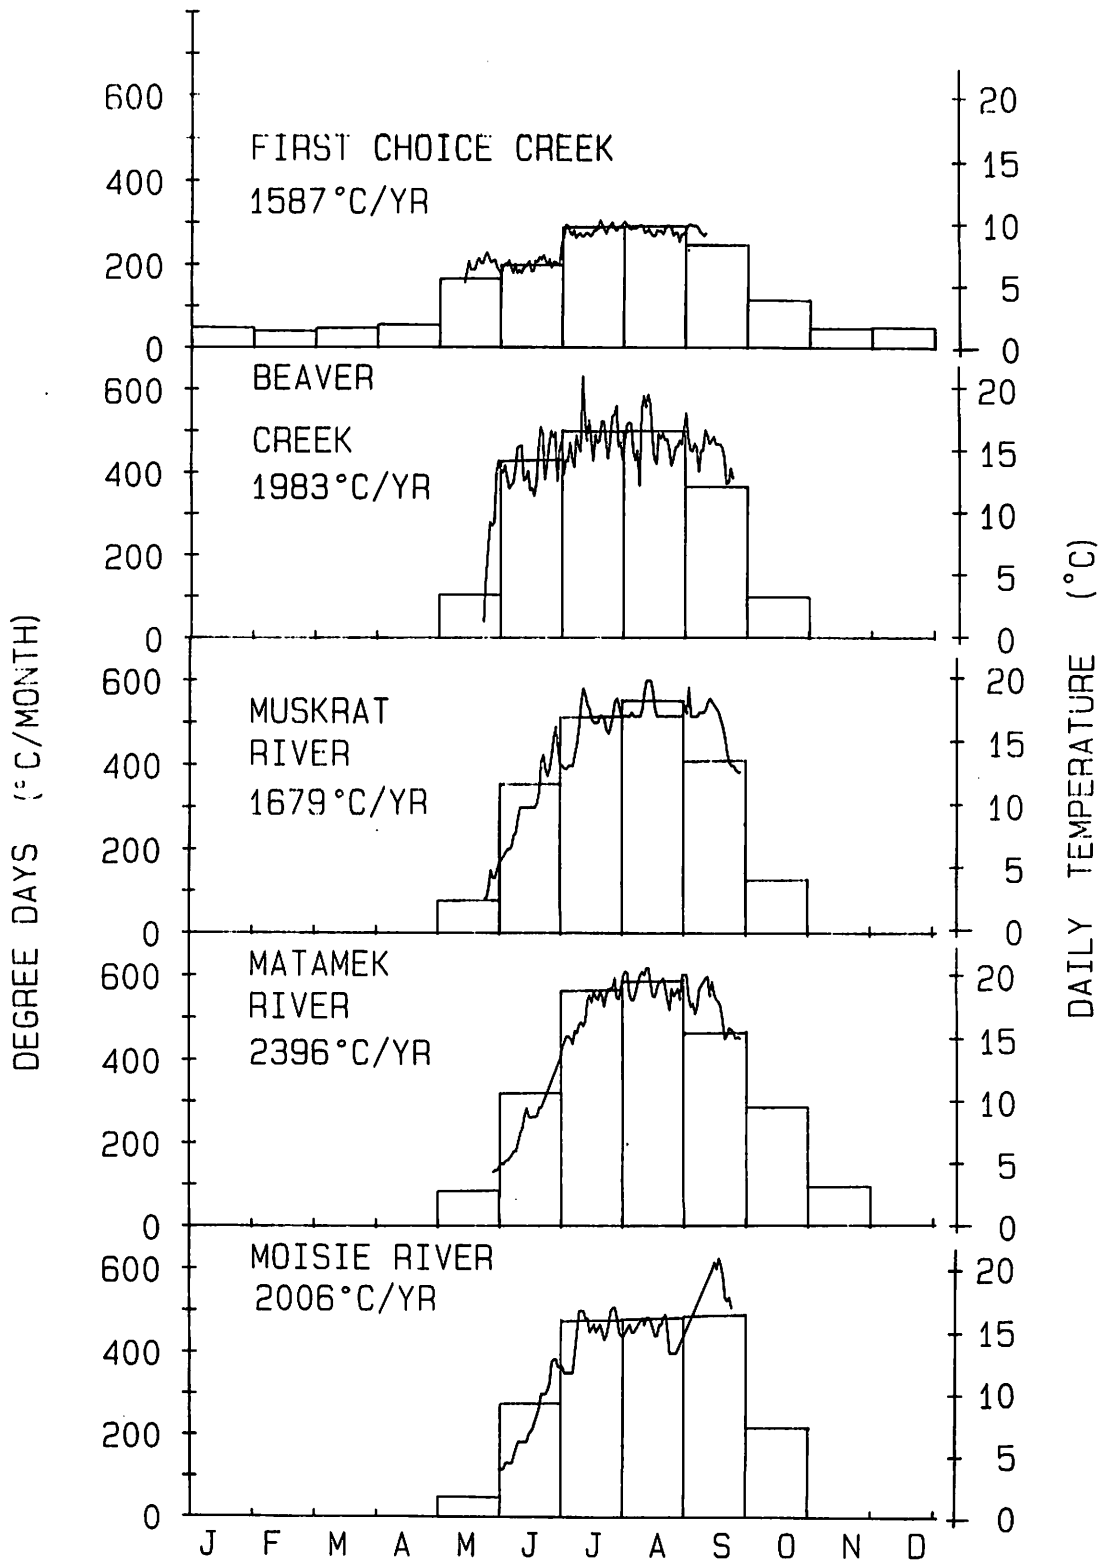 600
400
200
0
FIRST CHOICE CREEK
1587°C/YR
20
15
10
5
0
600
400
200
0
BEAVER
CREEK
1983°C/YR
20
15
10
5
0
600
400
200
0
MUSKRAT
RIVER
1679°C/YR
20
15
10
5
0
600
400
200
0
MATAMEK
RIVER
2396°C/YR
20
15
10
5
0
600
400
200
0
MOISIE RIVER
2006°C/YR
20
15
10
5
0
J F M A M J J A S O N D
DEGREE DAYS (°C/MONTH)
DAILY TEMPERATURE (°C)